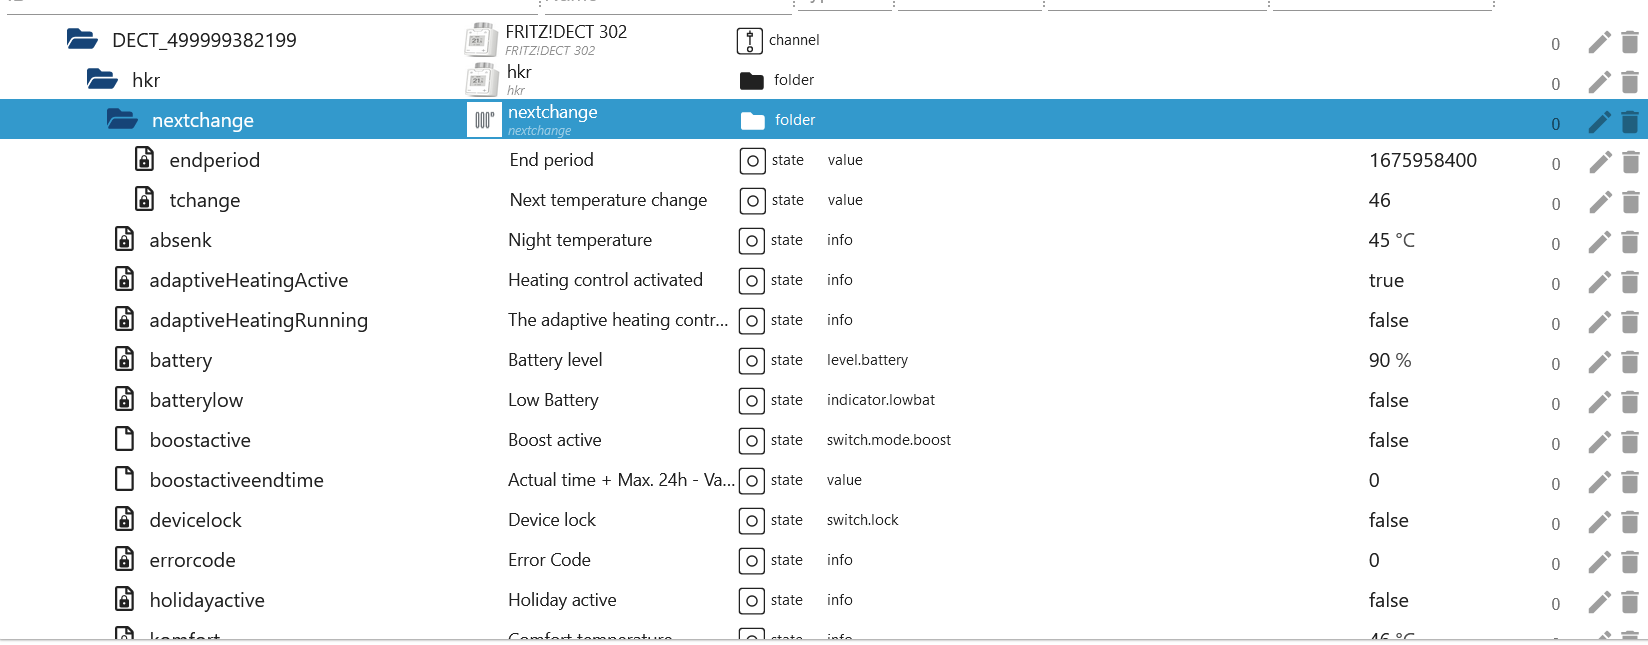 DECT_499999382199 FRITZ!DECT 302 channel 0
FRITZ!DECT 302
hkr hkr folder 0
hkr
nextchange nextchange folder 0
nextchange
endperiod End period state value 1675958400 0
tchange Next temperature change state value 46 0
absenk Night temperature state info 45 °C 0
adaptiveHeatingActive Heating control activated state info true 0
adaptiveHeatingRunning The adaptive heating contr... state info false 0
battery Battery level state level.battery 90 % 0
batterylow Low Battery state indicator.lowbat false 0
boostactive Boost active state switch.mode.boost false 0
boostactiveendtime Actual time + Max. 24h - Va... state value 0 0
devicelock Device lock state switch.lock false 0
errorcode Error Code state info 0 0
holidayactive Holiday active state info false 0
komfort Comfort temperature state info 46 °C